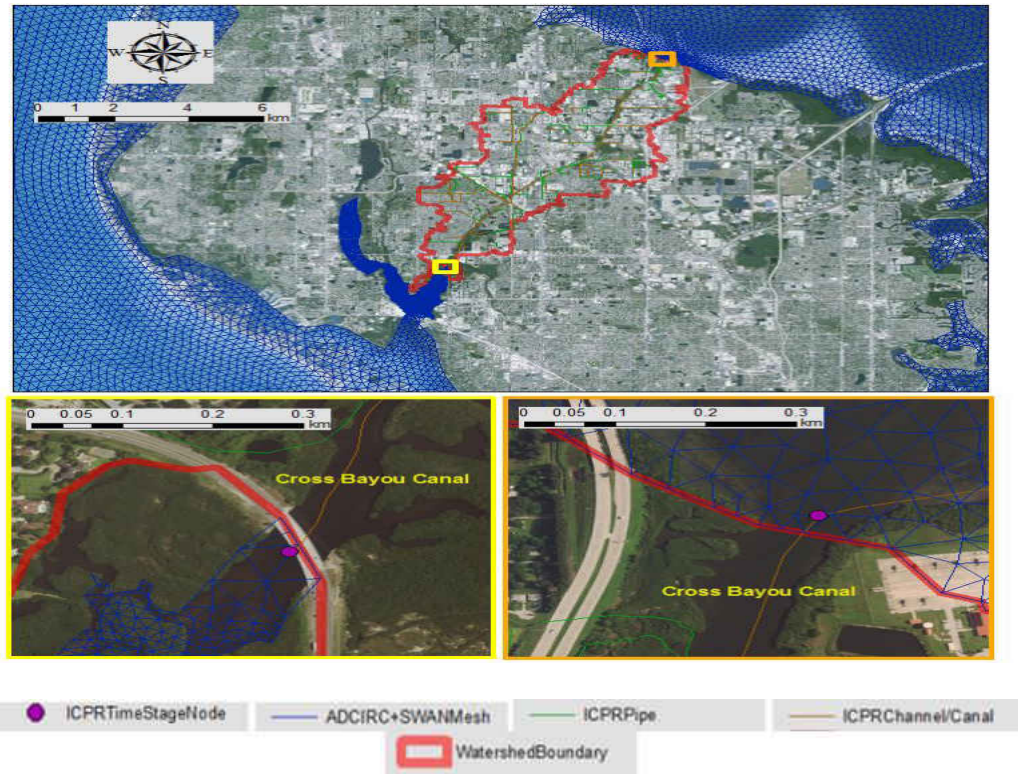 N
W E
S
0 1 2 4 6
km
0 0.05 0.1 0.2 0.3
km
Cross Bayou Canal
0 0.05 0.1 0.2 0.3
km
Cross Bayou Canal
ICPRTimeStageNode
ADCIRC+SWANMesh
ICPRPipe
ICPRChannel/Canal
WatershedBoundary